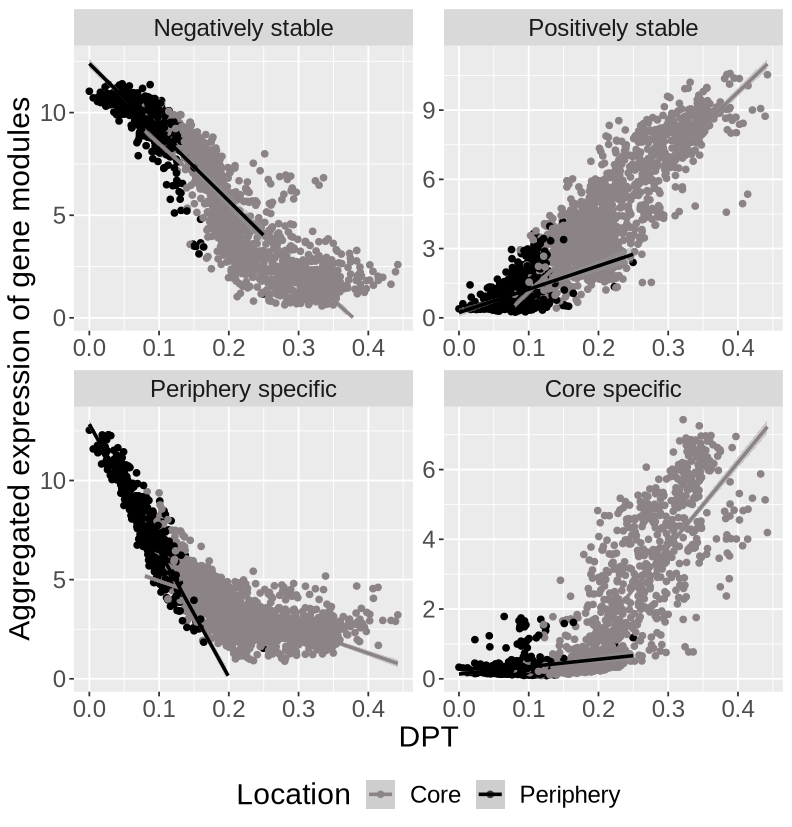 Negatively stable
Positively stable
Aggregated expression of gene modules
10
5
0
0.0 0.1 0.2 0.3 0.4
9
6
3
0
0.0 0.1 0.2 0.3 0.4
Periphery specific
Core specific
10
5
0
0.0 0.1 0.2 0.3 0.4
6
4
2
0
0.0 0.1 0.2 0.3 0.4
DPT
Location Core Periphery